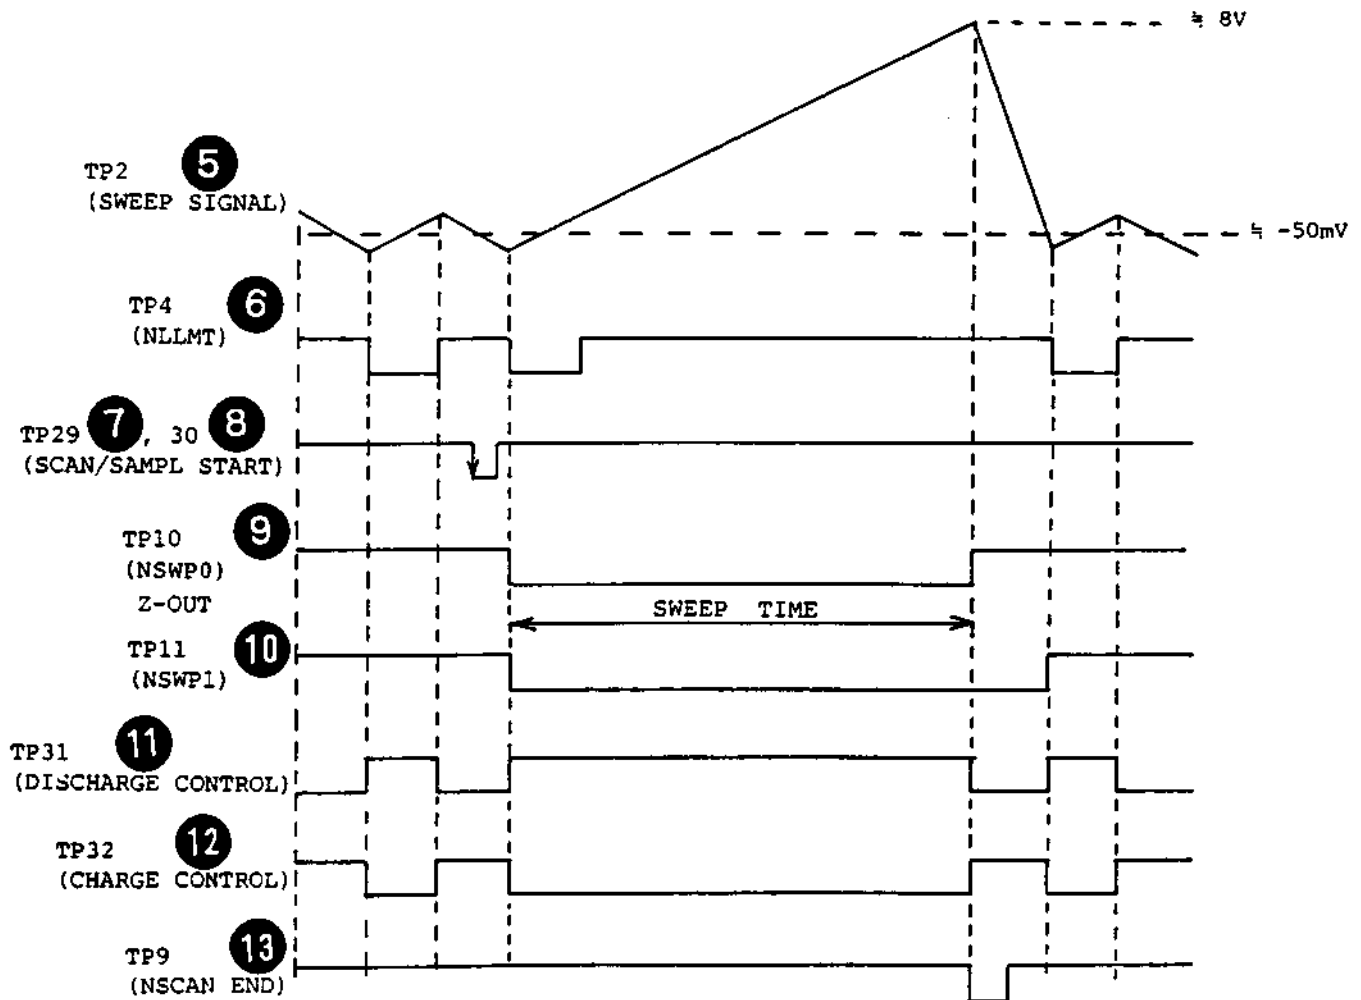 ≒ 8V
TP2 5
(SWEEP SIGNAL)
≒ -50mV
TP4 6
(NLLMT)
TP29 7, 30 8
(SCAN/SAMPL START)
TP10 9
(NSWP0)
Z-OUT
SWEEP TIME
TP11 10
(NSWP1)
TP31 11
(DISCHARGE CONTROL)
TP32 12
(CHARGE CONTROL)
TP9 13
(NSCAN END)